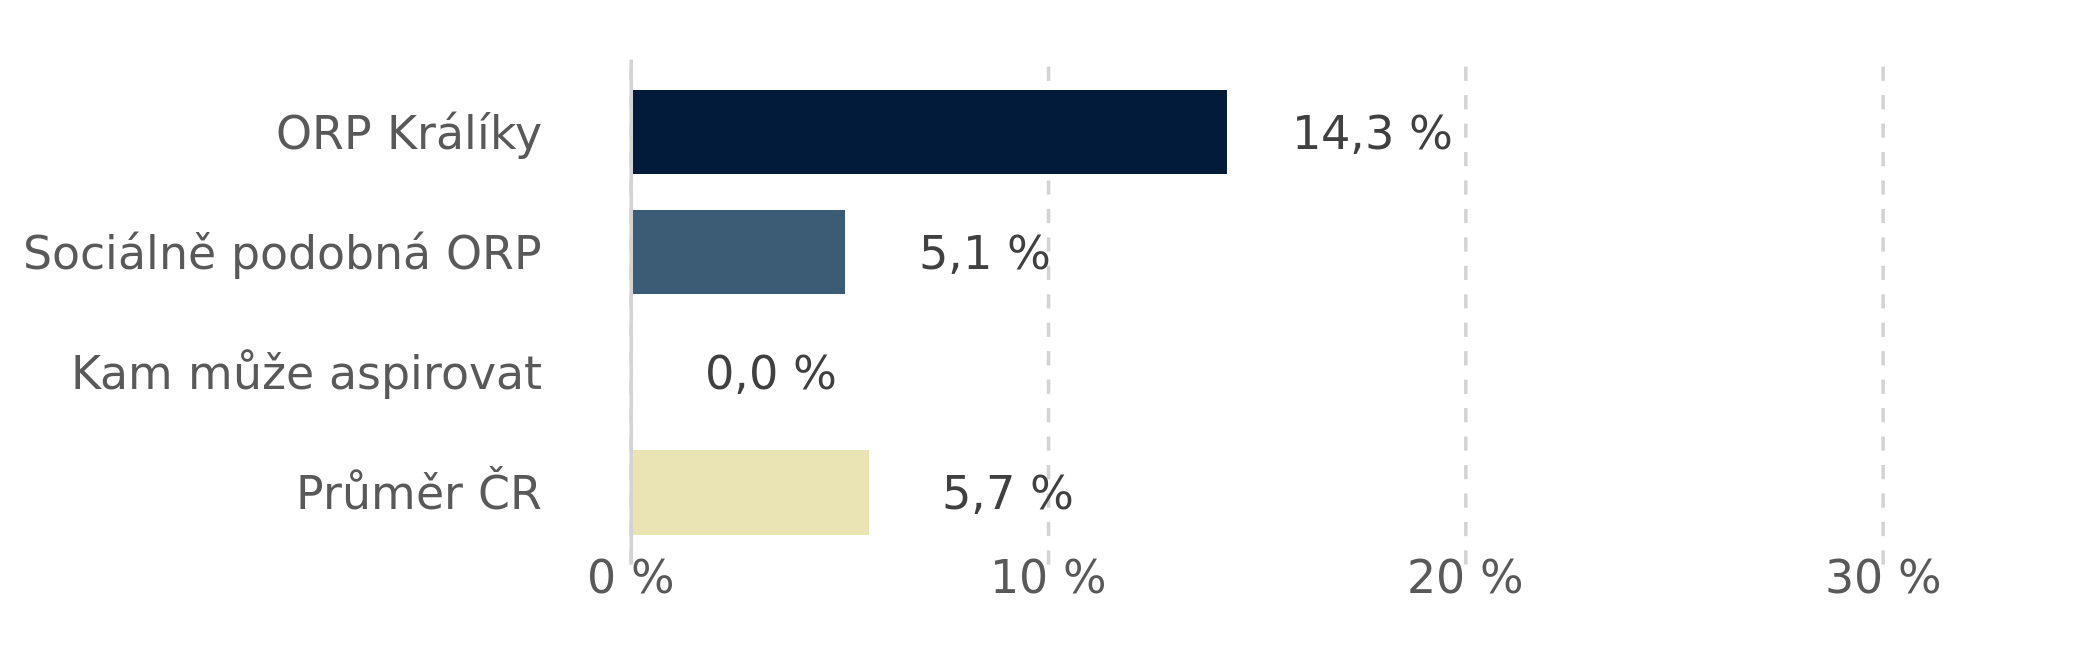 ORP Králíky 14,3 %
Sociálně podobná ORP 5,1 %
Kam může aspirovat 0,0 %
Průměr ČR 5,7 %
0 % 10 % 20 % 30 %